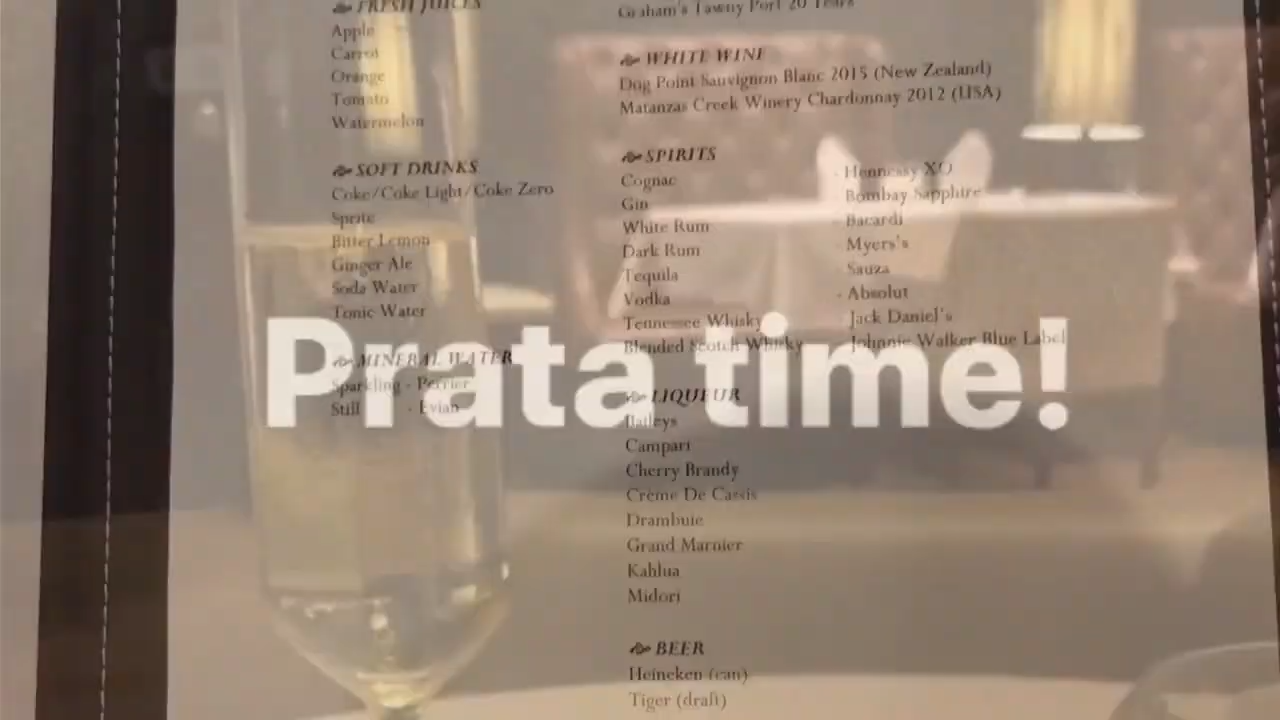 FRESH JUICES
Apple
Carrot
Orange
Tomato
Watermelon
SOFT DRINKS
Coke/Coke Light/Coke Zero
Sprite
Bitter Lemon
Ginger Ale
Soda Water
Tonic Water
MINERAL WATER
Sparkling - Perrier
Still - Evian
Graham's Tawny Port 20 Years
WHITE WINE
Dog Point Sauvignon Blanc 2015 (New Zealand)
Matanzas Creek Winery Chardonnay 2012 (USA)
SPIRITS
Cognac - Hennessy XO
Gin Bombay Sapphire
White Rum - Bacardi
Dark Rum Myers's
Tequila Sauza
Vodka - Absolut
Tennessee Whisky Jack Daniel's
Blended Scotch Whisky - Johnnie Walker Blue Label
LIQUEUR
Baileys
Campari
Cherry Brandy
Crème De Cassis
Drambuie
Grand Marnier
Kahlua
Midori
BEER
Heineken (can)
Tiger (draft)
Prata time!